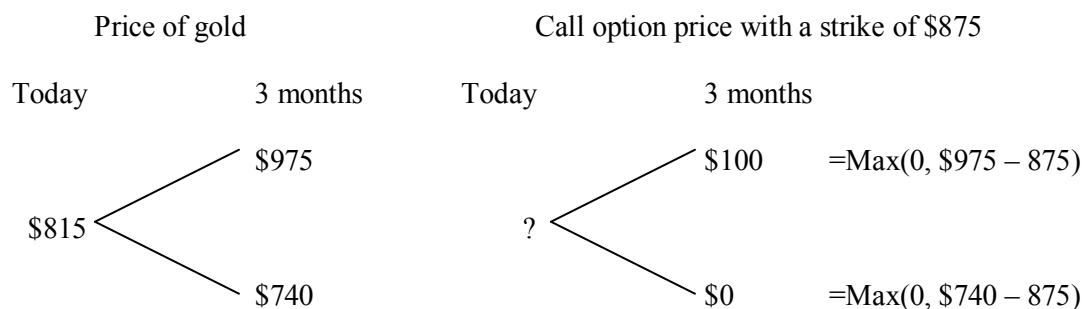 Price of gold Call option price with a strike of $875
Today 3 months Today 3 months
$975 $100 =Max(0, $975 – 875)
$815 ?
$740 $0 =Max(0, $740 – 875)